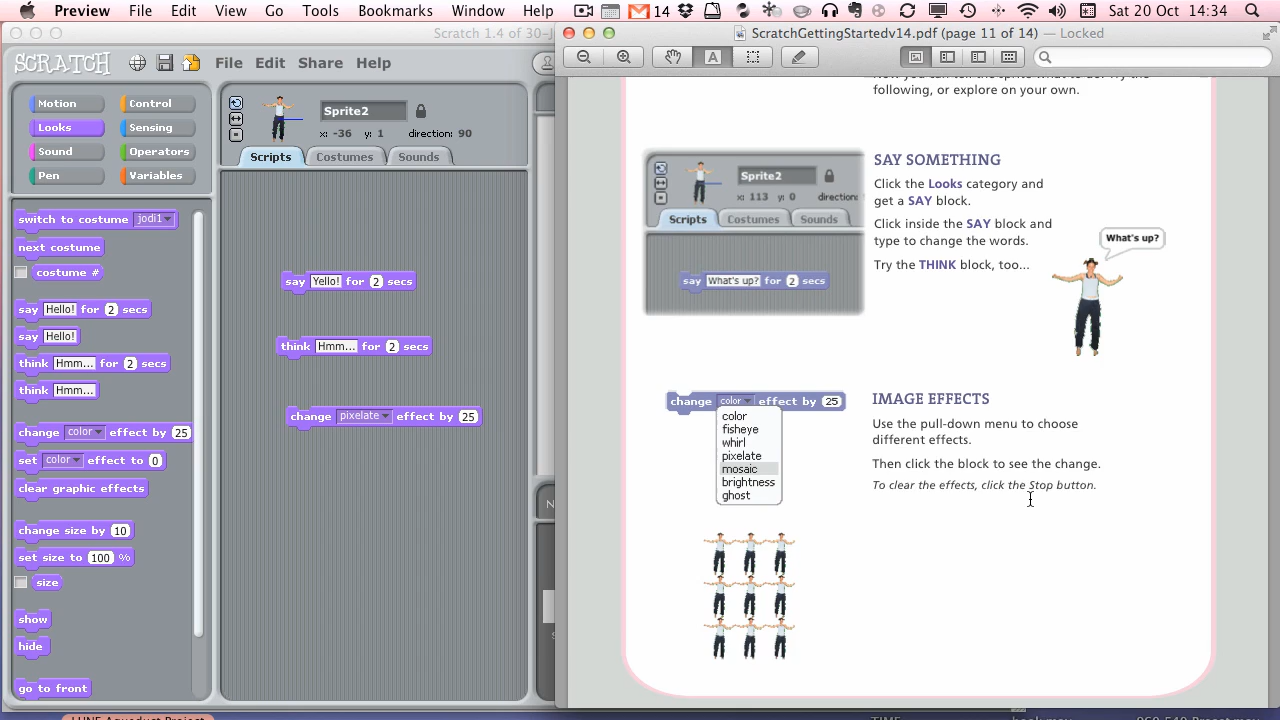 Preview File Edit View Go Tools Bookmarks Window Help
14
Sat 20 Oct 14:34
Scratch 1.4 of 30-J
SCRATCH
File Edit Share Help
Motion
Control
Looks
Sensing
Sound
Operators
Pen
Variables
switch to costume jodi1
next costume
costume #
say Hello! for 2 secs
say Hello!
think Hmm... for 2 secs
think Hmm...
change color effect by 25
set color effect to 0
clear graphic effects
change size by 10
set size to 100 %
size
show
hide
go to front
Sprite2
x: -36 y: 1 direction: 90
Scripts Costumes Sounds
say Yello! for 2 secs
think Hmm... for 2 secs
change pixelate effect by 25
N
ScratchGettingStartedv14.pdf (page 11 of 14) — Locked
Now you can tell the sprite what to do. Try the
following, or explore on your own.
Sprite2
x: 113 y: 0 direction:
Scripts Costumes Sounds
say What's up? for 2 secs
SAY SOMETHING
Click the Looks category and
get a SAY block.
Click inside the SAY block and
type to change the words.
Try the THINK block, too...
What's up?
change color effect by 25
color
fisheye
whirl
pixelate
mosaic
brightness
ghost
IMAGE EFFECTS
Use the pull-down menu to choose
different effects.
Then click the block to see the change.
To clear the effects, click the Stop button.
LUNE Aqueduct Project
TIME